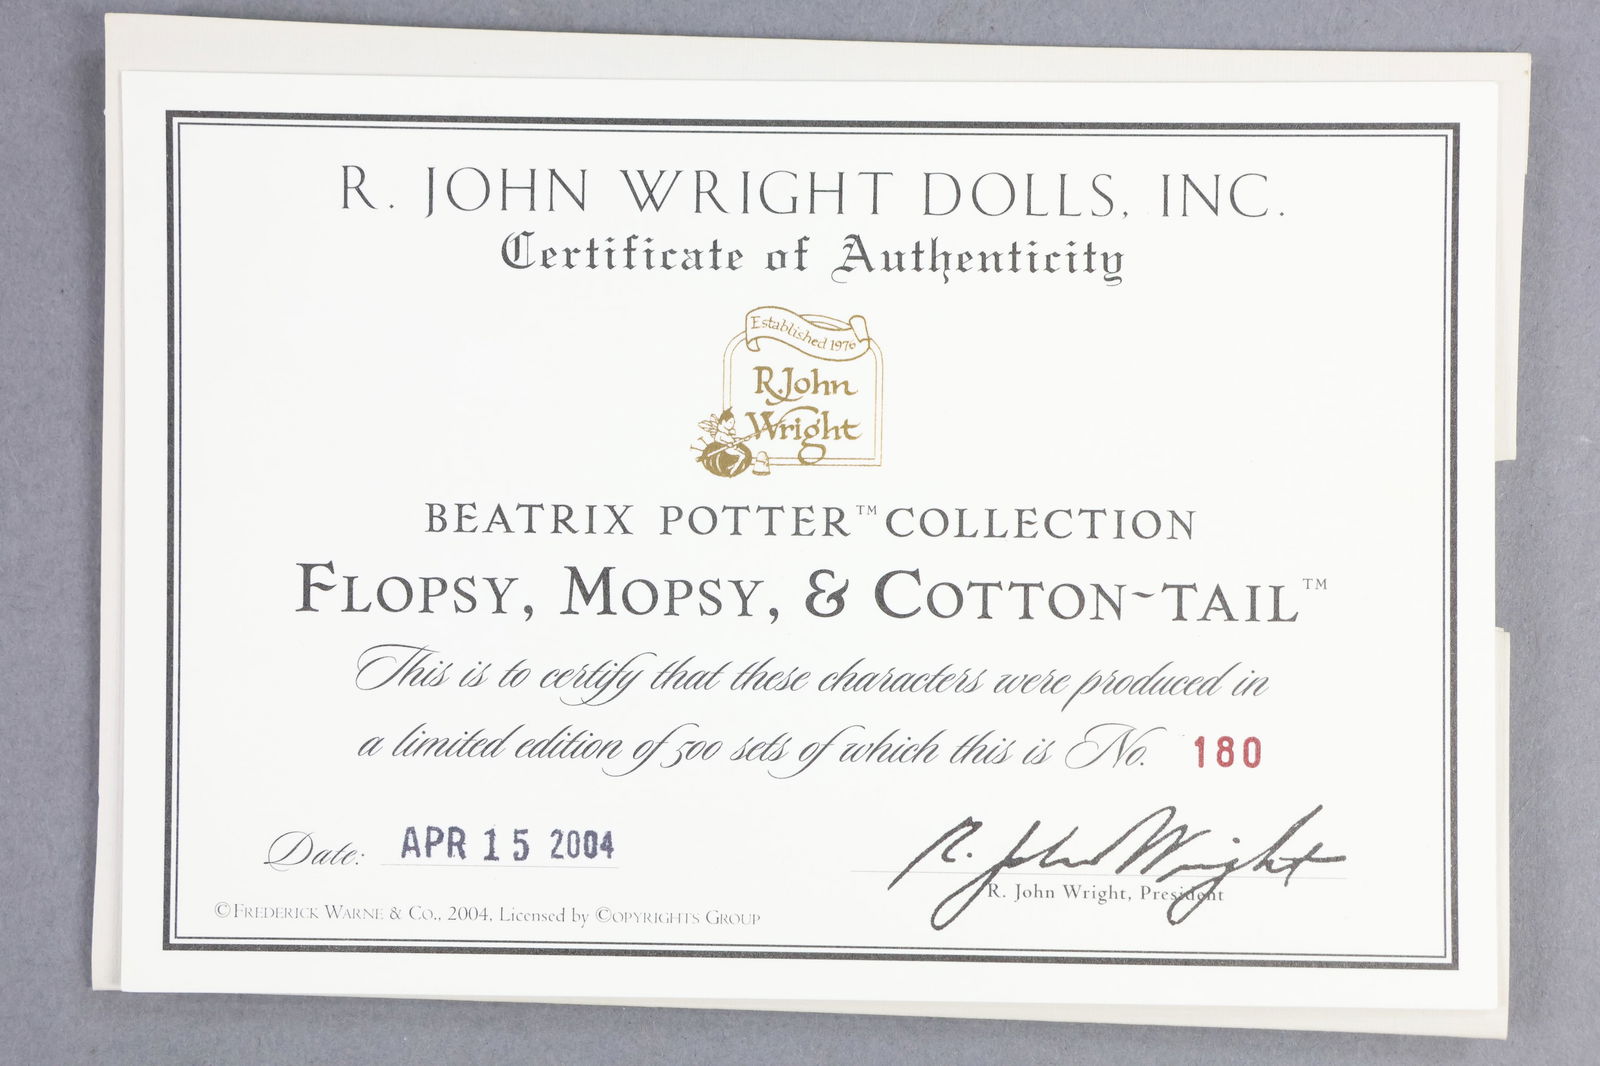 R. JOHN WRIGHT DOLLS, INC.
Certificate of Authenticity
Established 1976
R. John
Wright
BEATRIX POTTER™ COLLECTION
FLOPSY, MOPSY, & COTTON-TAIL™
This is to certify that these characters were produced in
a limited edition of 500 sets of which this is No. 180
Date: APR 15 2004
R. John Wright
R. John Wright, President
© FREDERICK WARNE & CO., 2004, Licensed by ©OPYRIGHTS GROUP